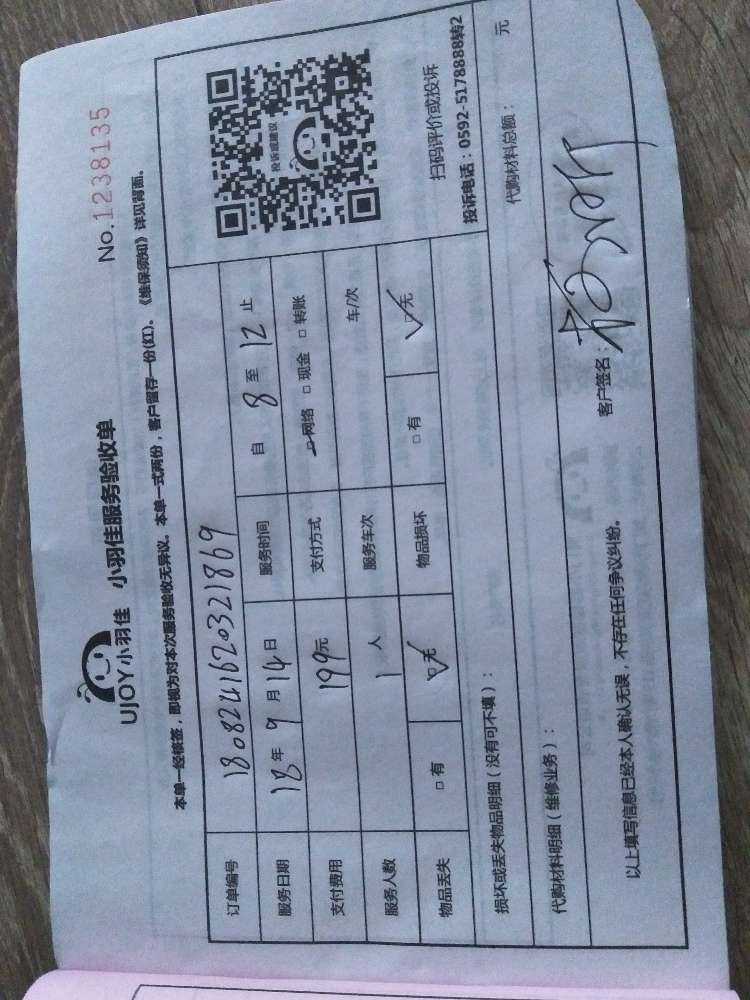 UJOY小羽佳 小羽佳服务验收单
No.1238135
本单一经核签，即视为对本次服务验收无异议。本单一式两份，客户留存一份(红)。《维保须知》详见背面。
订单编号 1808241620321869
服务日期 18年9月14日 服务时间 自8至12止
支付费用 199元 支付方式 □网络 □现金 □转账
服务人数 1人 服务车次 车/次
物品丢失 □有 ☑无 物品损坏 □有 ☑无
投诉或建议
扫码评价或投诉
投诉电话：0592-5178888转2
损坏或丢失物品明细（没有可不填）：
代购材料明细（维修业务）： 代购材料总额： 元
以上填写信息已经本人确认无误，不存在任何争议纠纷。
客户签名：